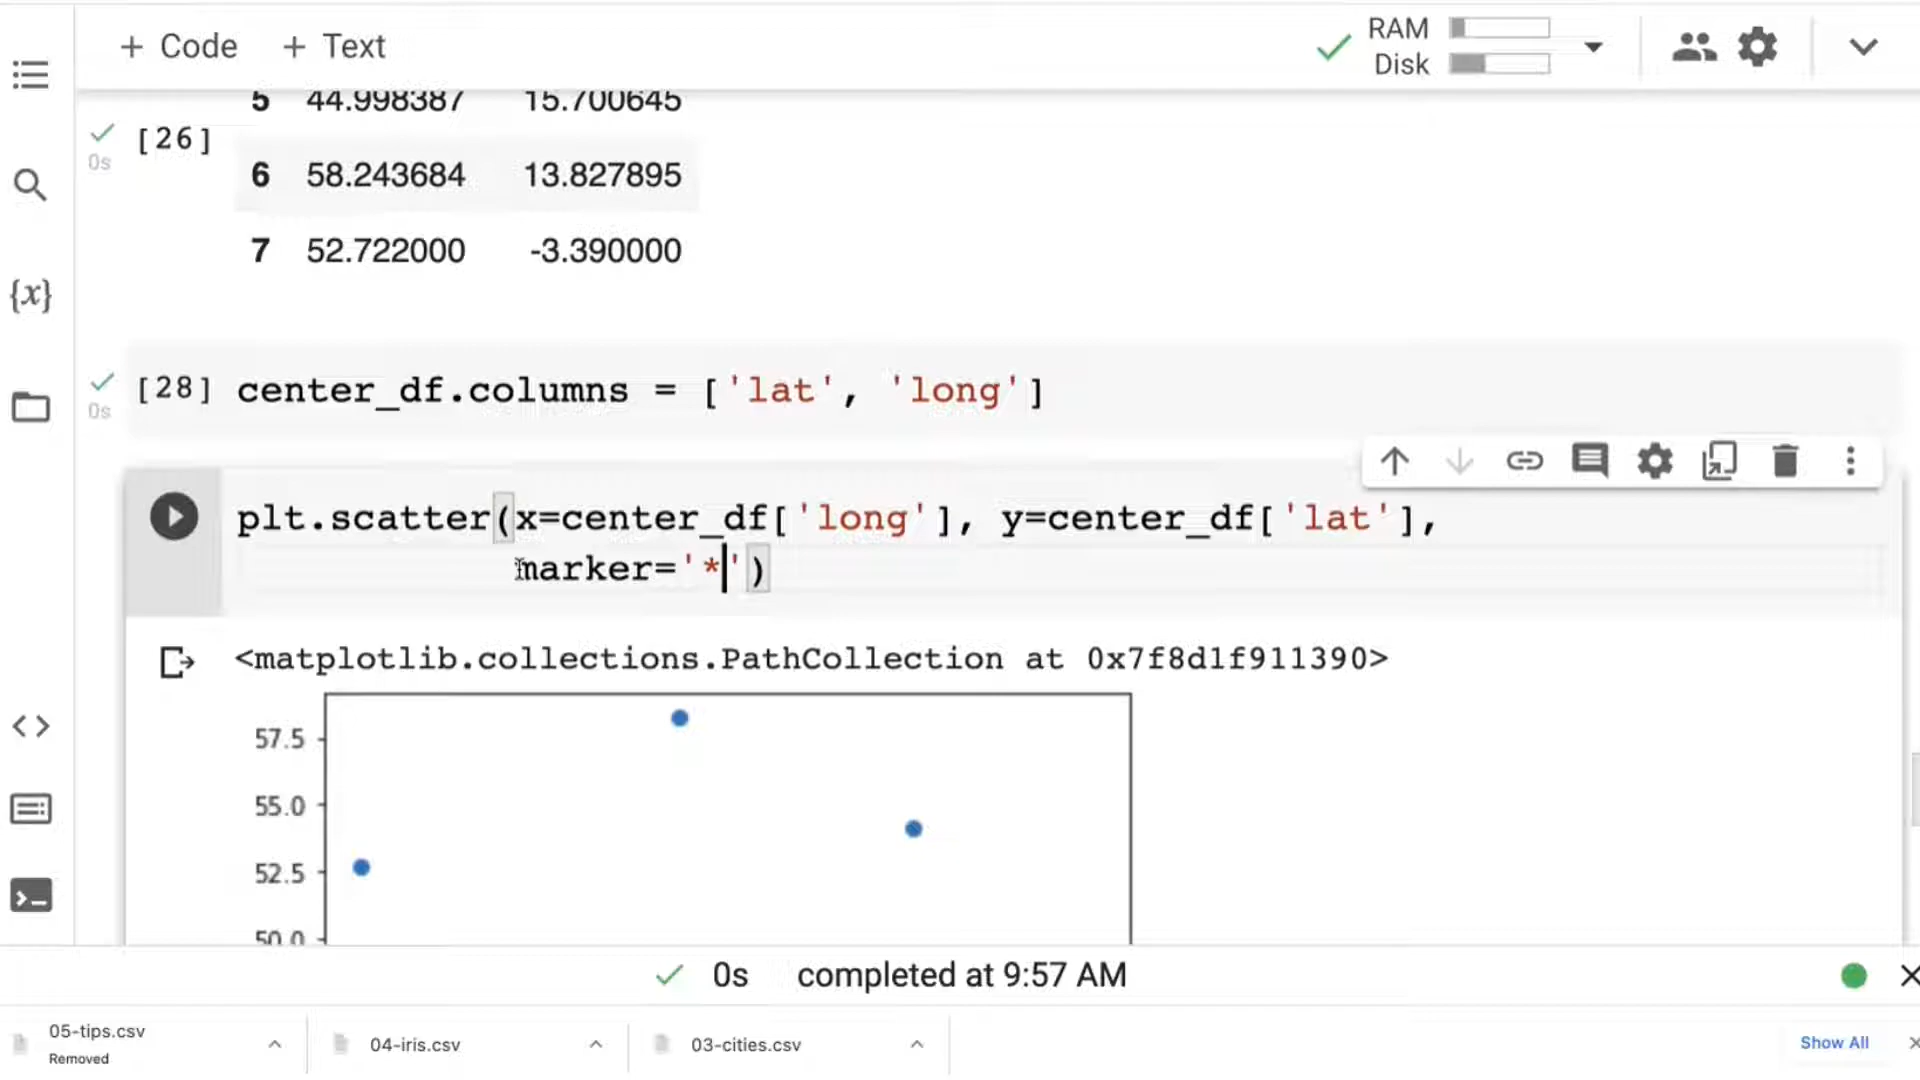 + Code + Text
RAM
Disk
5 44.998387 15.700645
[26]
0s
6 58.243684 13.827895
7 52.722000 -3.390000
{x}
[28] center_df.columns = ['lat', 'long']
0s
plt.scatter(x=center_df['long'], y=center_df['lat'],
marker='*')
<matplotlib.collections.PathCollection at 0x7f8d1f911390>
57.5
55.0
52.5
50.0
0s completed at 9:57 AM
05-tips.csv
Removed
04-iris.csv
03-cities.csv
Show All